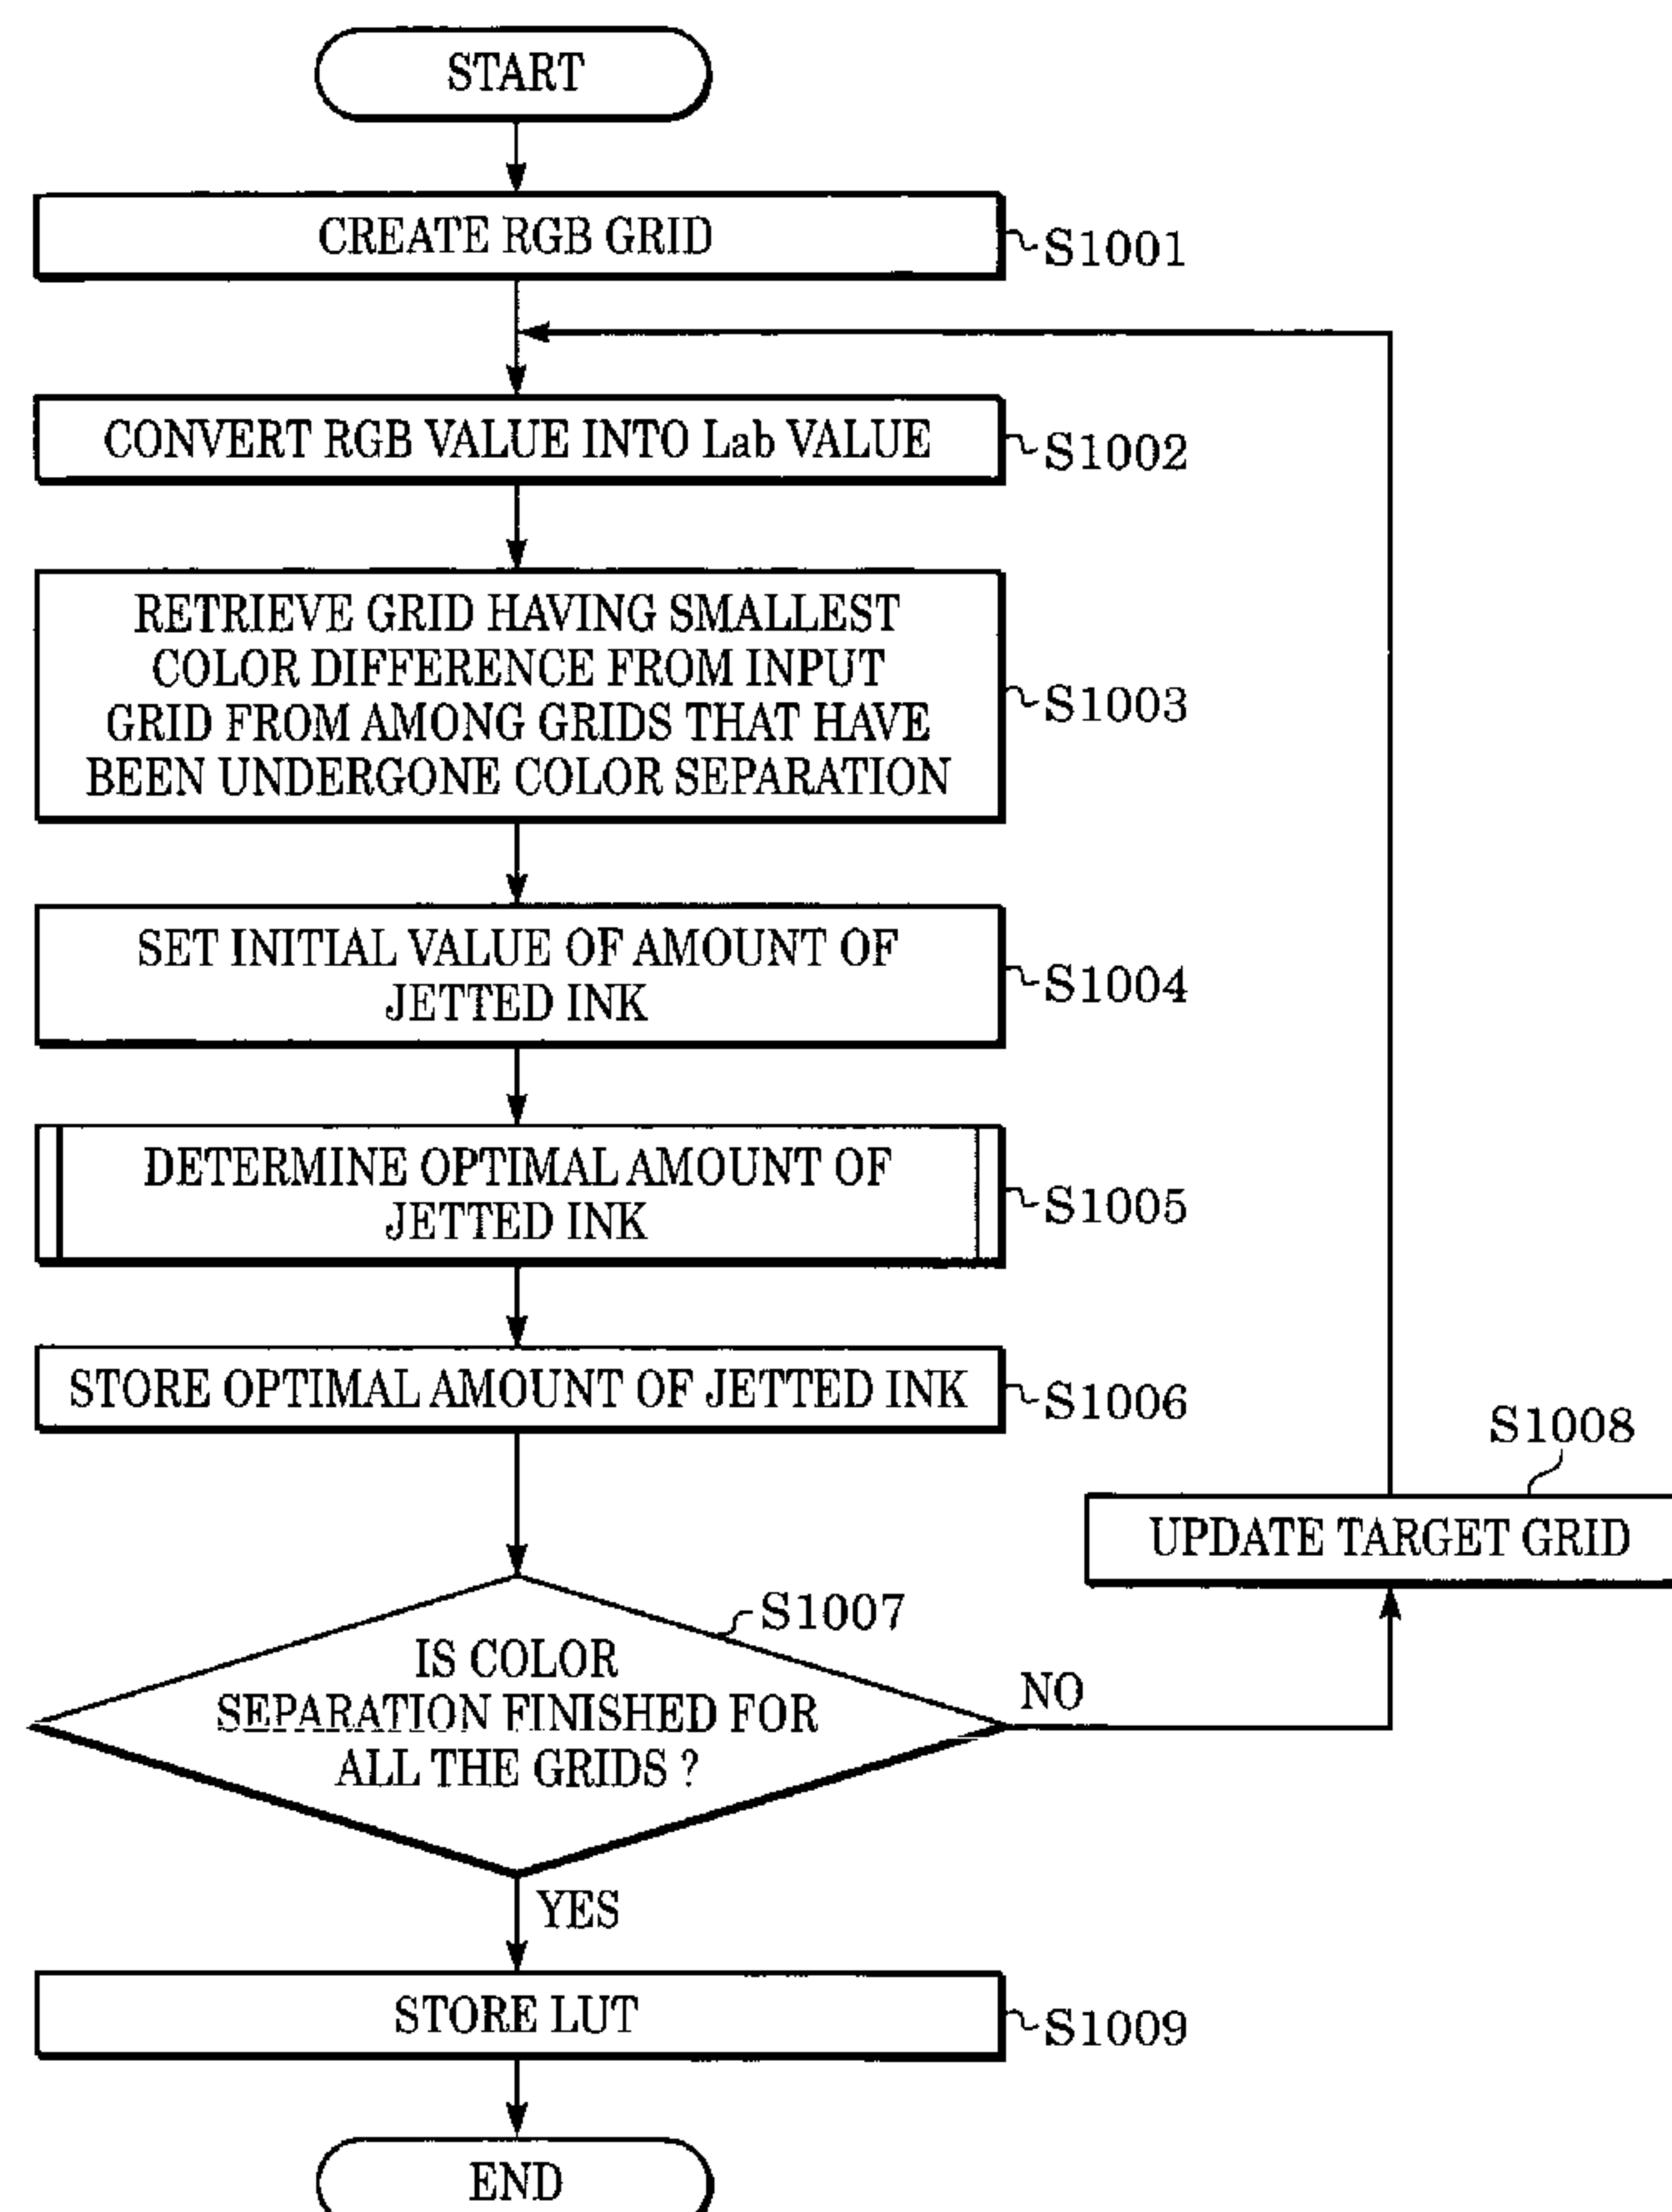 START
CREATE RGB GRID
S1001
CONVERT RGB VALUE INTO Lab VALUE
S1002
RETRIEVE GRID HAVING SMALLEST
COLOR DIFFERENCE FROM INPUT
GRID FROM AMONG GRIDS THAT HAVE
BEEN UNDERGONE COLOR SEPARATION
S1003
SET INITIAL VALUE OF AMOUNT OF
JETTED INK
S1004
DETERMINE OPTIMAL AMOUNT OF
JETTED INK
S1005
STORE OPTIMAL AMOUNT OF JETTED INK
S1006
S1008
UPDATE TARGET GRID
S1007
IS COLOR
SEPARATION FINISHED FOR
ALL THE GRIDS ?
NO
YES
STORE LUT
S1009
END